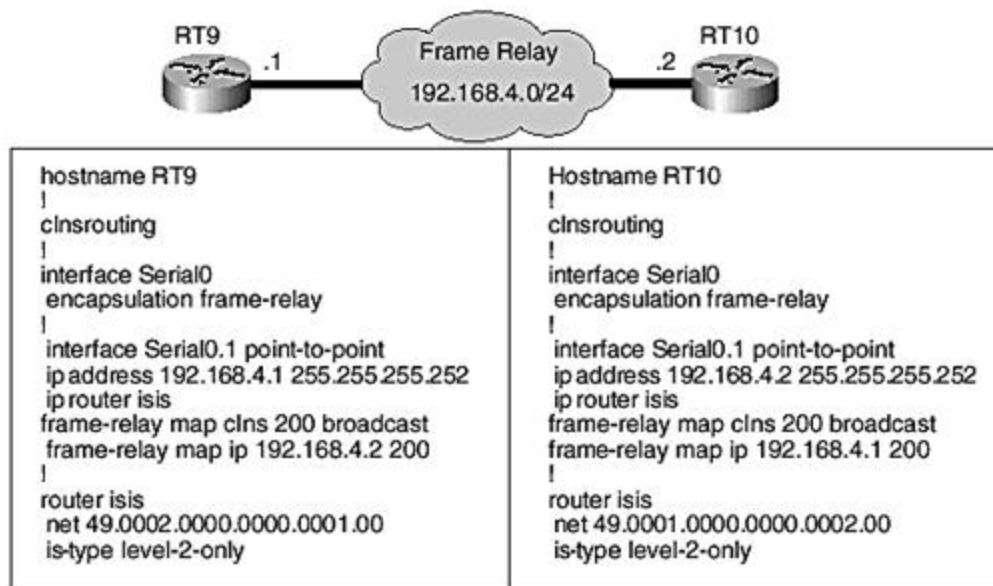 RT9
.1
Frame Relay
192.168.4.0/24
.2
RT10
hostname RT9
!
clnsrouting
!
interface Serial0
encapsulation frame-relay
!
interface Serial0.1 point-to-point
ip address 192.168.4.1 255.255.255.252
ip router isis
frame-relay map clns 200 broadcast
frame-relay map ip 192.168.4.2 200
!
router isis
net 49.0002.0000.0000.0001.00
is-type level-2-only
Hostname RT10
!
clnsrouting
!
interface Serial0
encapsulation frame-relay
!
interface Serial0.1 point-to-point
ip address 192.168.4.2 255.255.255.252
ip router isis
frame-relay map clns 200 broadcast
frame-relay map ip 192.168.4.1 200
!
router isis
net 49.0001.0000.0000.0002.00
is-type level-2-only